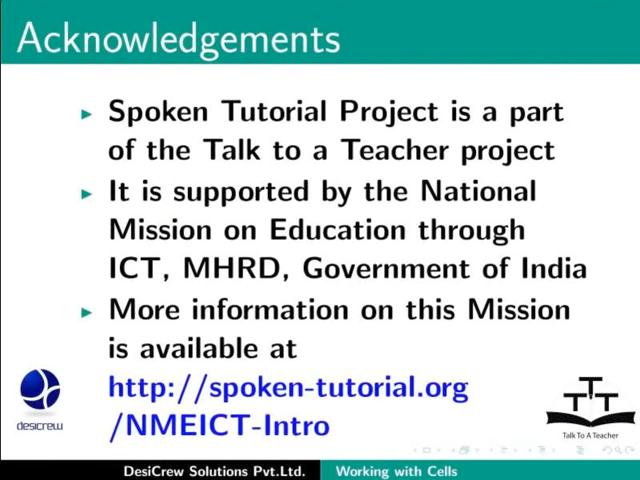 Acknowledgements
Spoken Tutorial Project is a part
of the Talk to a Teacher project
It is supported by the National
Mission on Education through
ICT, MHRD, Government of India
More information on this Mission
is available at
http://spoken-tutorial.org
/NMEICT-Intro
desicrew
TTT
Talk To A Teacher
DesiCrew Solutions Pvt.Ltd. Working with Cells